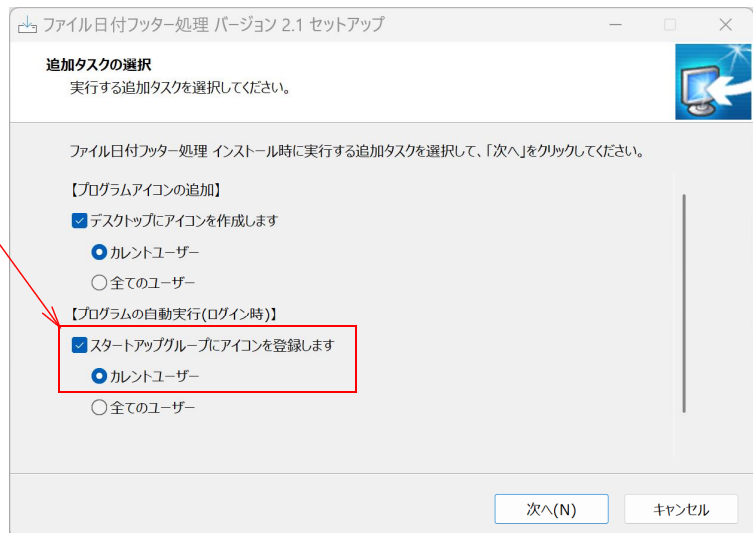 ファイル日付フッター処理 バージョン 2.1 セットアップ
追加タスクの選択
実行する追加タスクを選択してください。
ファイル日付フッター処理 インストール時に実行する追加タスクを選択して、「次へ」をクリックしてください。
【プログラムアイコンの追加】
デスクトップにアイコンを作成します
カレントユーザー
全てのユーザー
【プログラムの自動実行(ログイン時)】
スタートアップグループにアイコンを登録します
カレントユーザー
全てのユーザー
次へ(N)
キャンセル